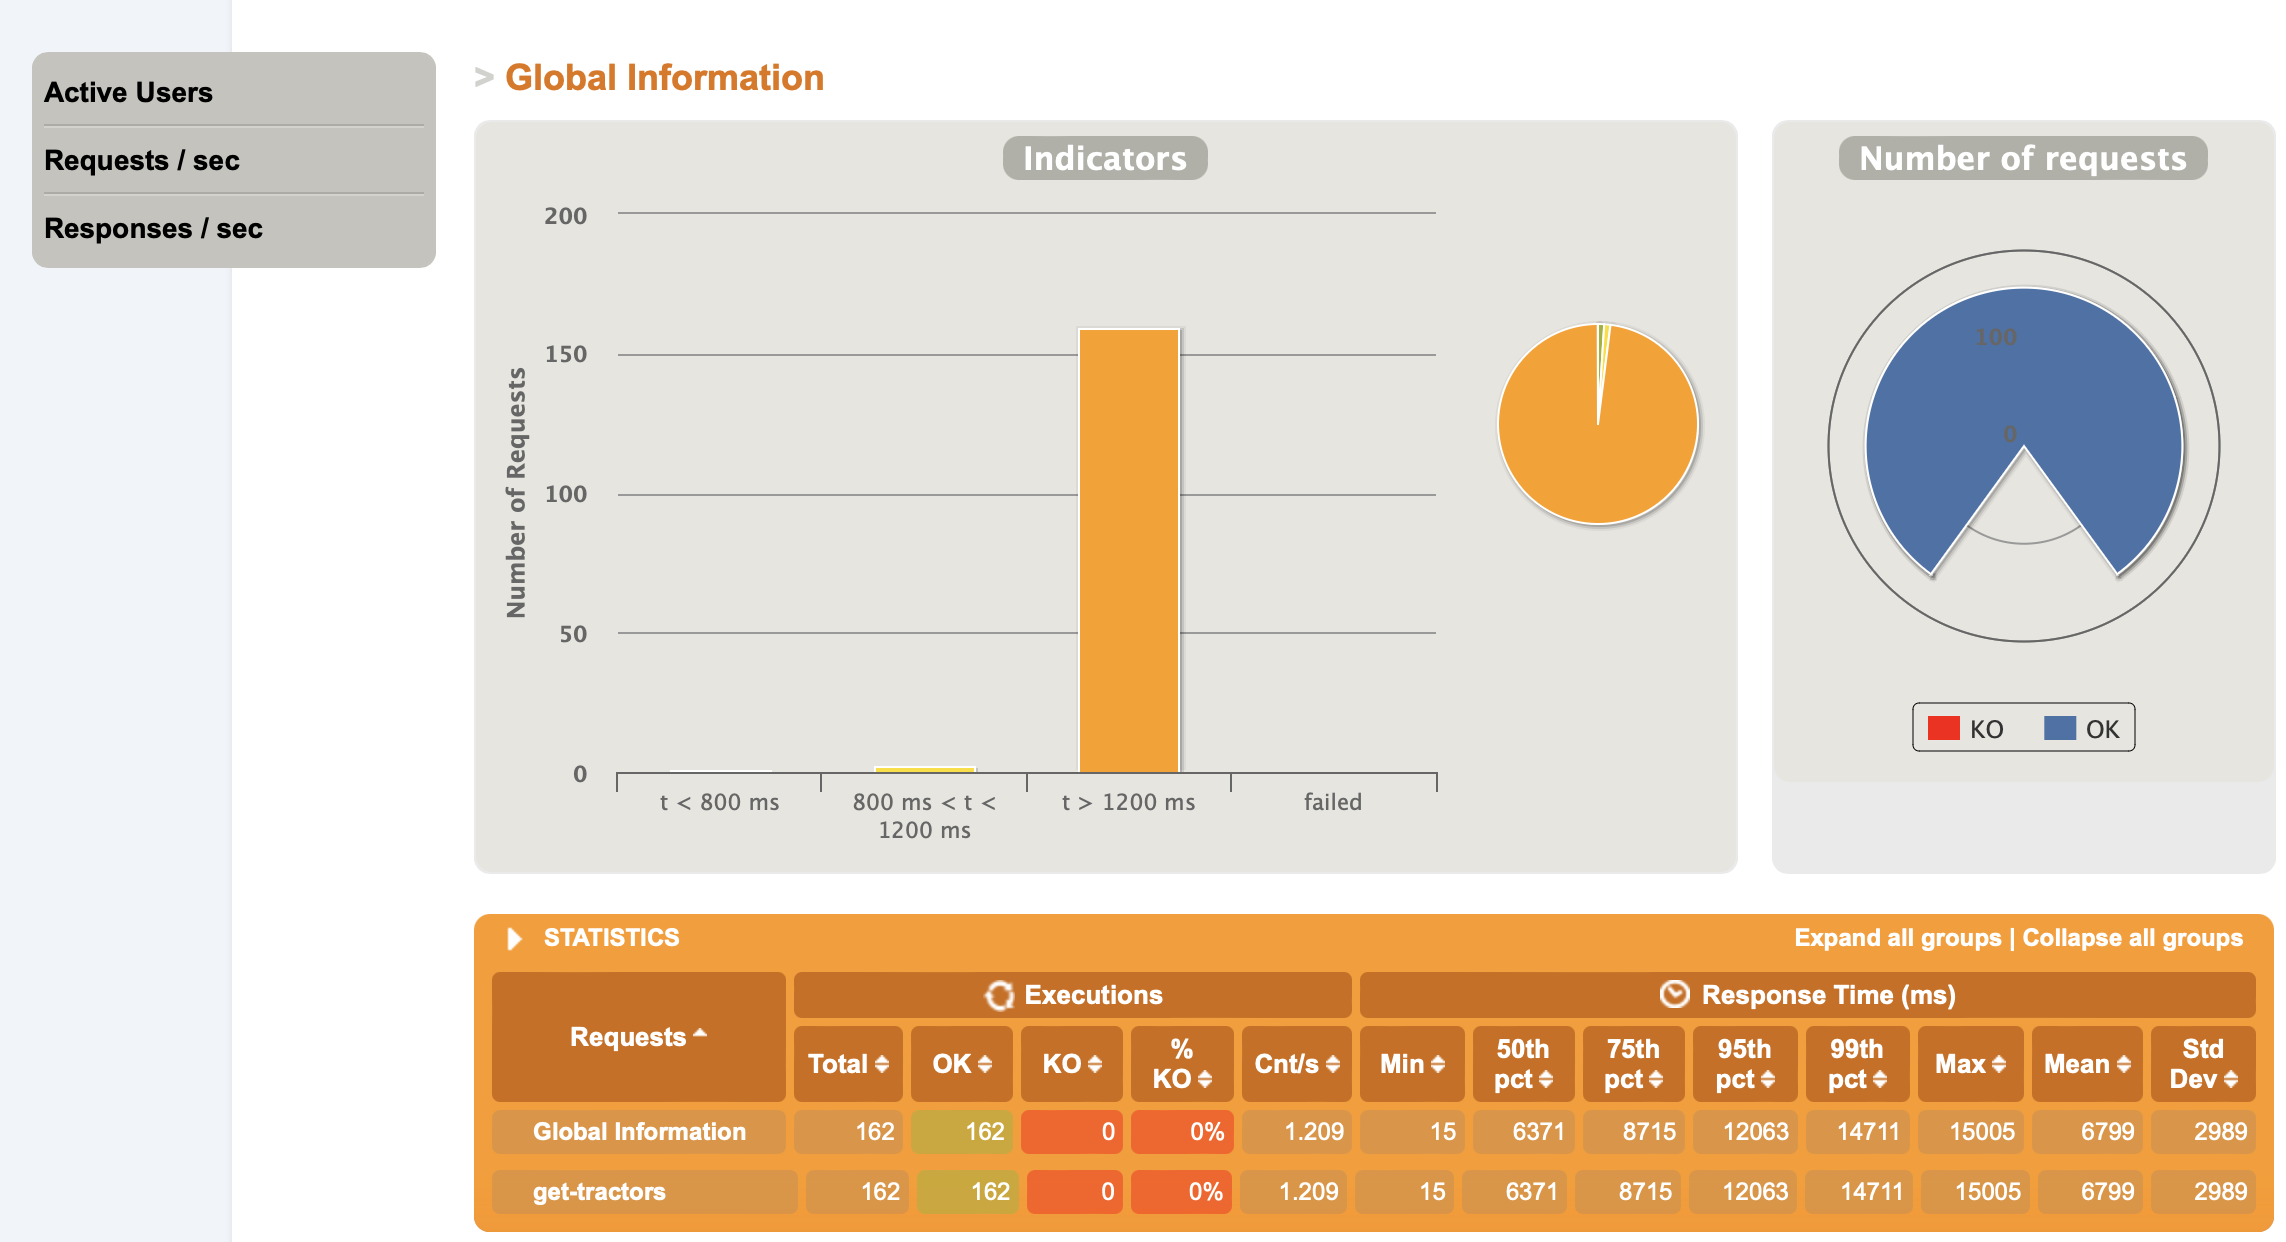 Active Users
Requests / sec
Responses / sec
> Global Information
Indicators
200
150
100
50
0
Number of Requests
t < 800 ms
800 ms < t <
1200 ms
t > 1200 ms
failed
Number of requests
100
0
KO OK
STATISTICS
Expand all groups | Collapse all groups
Requests
Executions
Response Time (ms)
Total OK KO % KO Cnt/s Min 50th pct 75th pct 95th pct 99th pct Max Mean Std Dev
Global Information 162 162 0 0% 1.209 15 6371 8715 12063 14711 15005 6799 2989
get-tractors 162 162 0 0% 1.209 15 6371 8715 12063 14711 15005 6799 2989